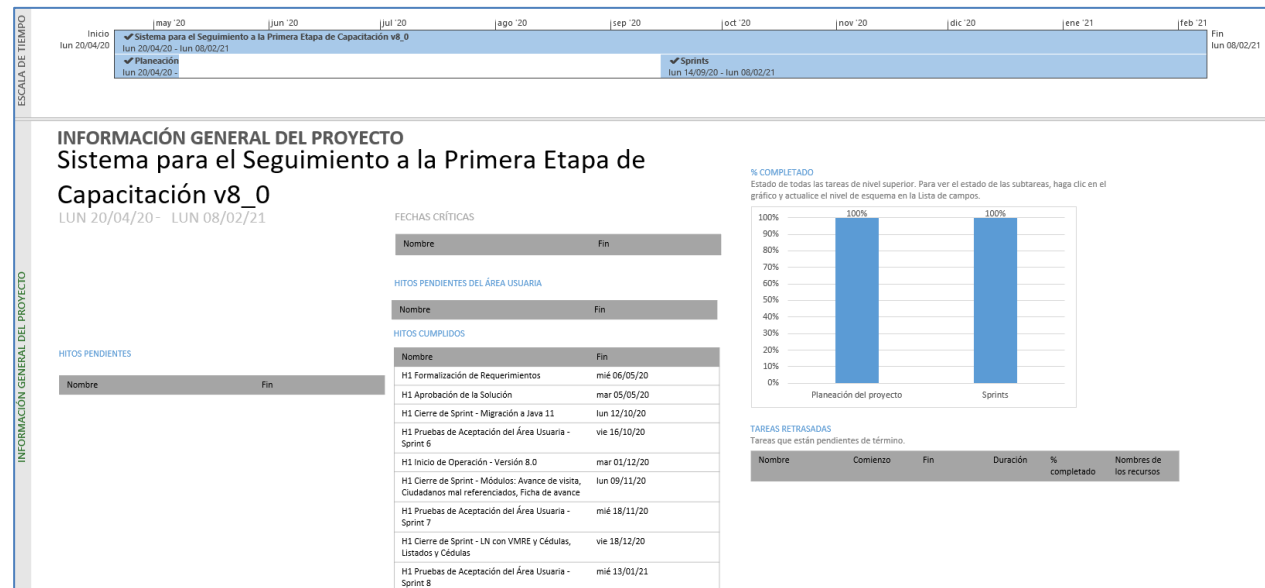 ESCALA DE TIEMPO
may '20 jun '20 jul '20 ago '20 sep '20 oct '20 nov '20 dic '20 ene '21 feb '21
Inicio
lun 20/04/20
Sistema para el Seguimiento a la Primera Etapa de Capacitación v8_0
lun 20/04/20 - lun 08/02/21
Planeación
lun 20/04/20 -
Sprints
lun 14/09/20 - lun 08/02/21
Fin
lun 08/02/21
INFORMACIÓN GENERAL DEL PROYECTO
INFORMACIÓN GENERAL DEL PROYECTO
Sistema para el Seguimiento a la Primera Etapa de
Capacitación v8_0
LUN 20/04/20 - LUN 08/02/21
HITOS PENDIENTES
Nombre Fin
FECHAS CRÍTICAS
Nombre Fin
HITOS PENDIENTES DEL ÁREA USUARIA
Nombre Fin
HITOS CUMPLIDOS
Nombre Fin
H1 Formalización de Requerimientos mié 06/05/20
H1 Aprobación de la Solución mar 05/05/20
H1 Cierre de Sprint - Migración a Java 11 lun 12/10/20
H1 Pruebas de Aceptación del Área Usuaria - vie 16/10/20
Sprint 6
H1 Inicio de Operación - Versión 8.0 mar 01/12/20
H1 Cierre de Sprint - Módulos: Avance de visita, lun 09/11/20
Ciudadanos mal referenciados, Ficha de avance
H1 Pruebas de Aceptación del Área Usuaria - mié 18/11/20
Sprint 7
H1 Cierre de Sprint - LN con VMRE y Cédulas, vie 18/12/20
Listados y Cédulas
H1 Pruebas de Aceptación del Área Usuaria - mié 13/01/21
Sprint 8
% COMPLETADO
Estado de todas las tareas de nivel superior. Para ver el estado de las subtareas, haga clic en el
gráfico y actualice el nivel de esquema en la Lista de campos.
100% 100%
100%
90%
80%
70%
60%
50%
40%
30%
20%
10%
0%
Planeación del proyecto Sprints
TAREAS RETRASADAS
Tareas que están pendientes de término.
Nombre Comienzo Fin Duración % Nombres de
completado los recursos